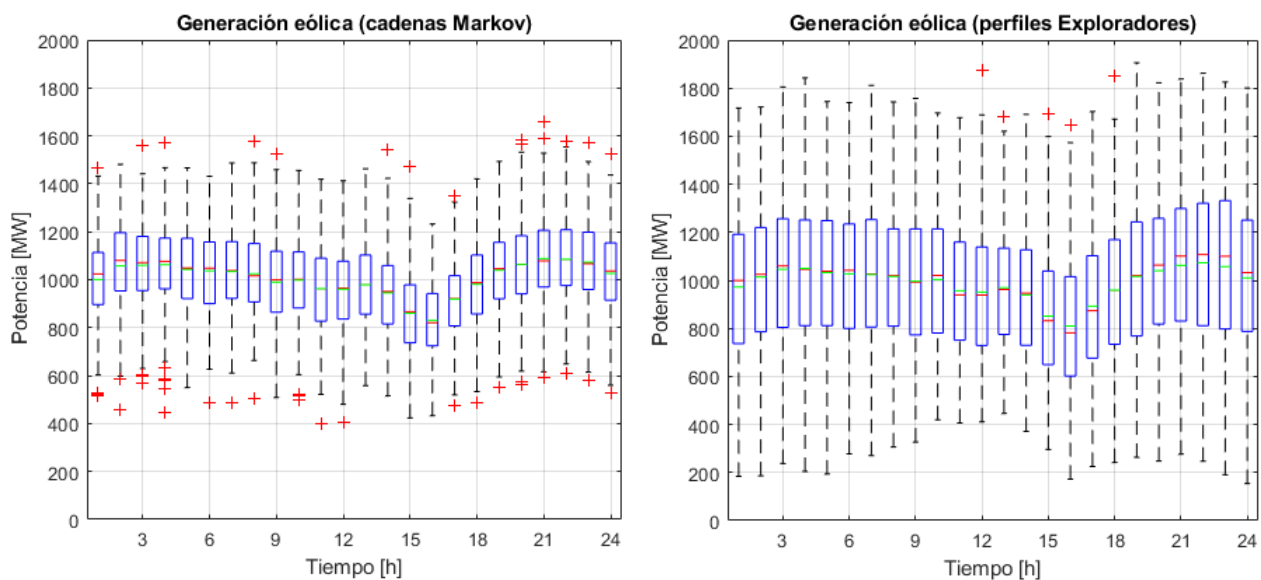 Generación eólica (cadenas Markov)
Potencia [MW]
2000
1800
1600
1400
1200
1000
800
600
400
200
0
3 6 9 12 15 18 21 24
Tiempo [h]
Generación eólica (perfiles Exploradores)
Potencia [MW]
2000
1800
1600
1400
1200
1000
800
600
400
200
0
3 6 9 12 15 18 21 24
Tiempo [h]